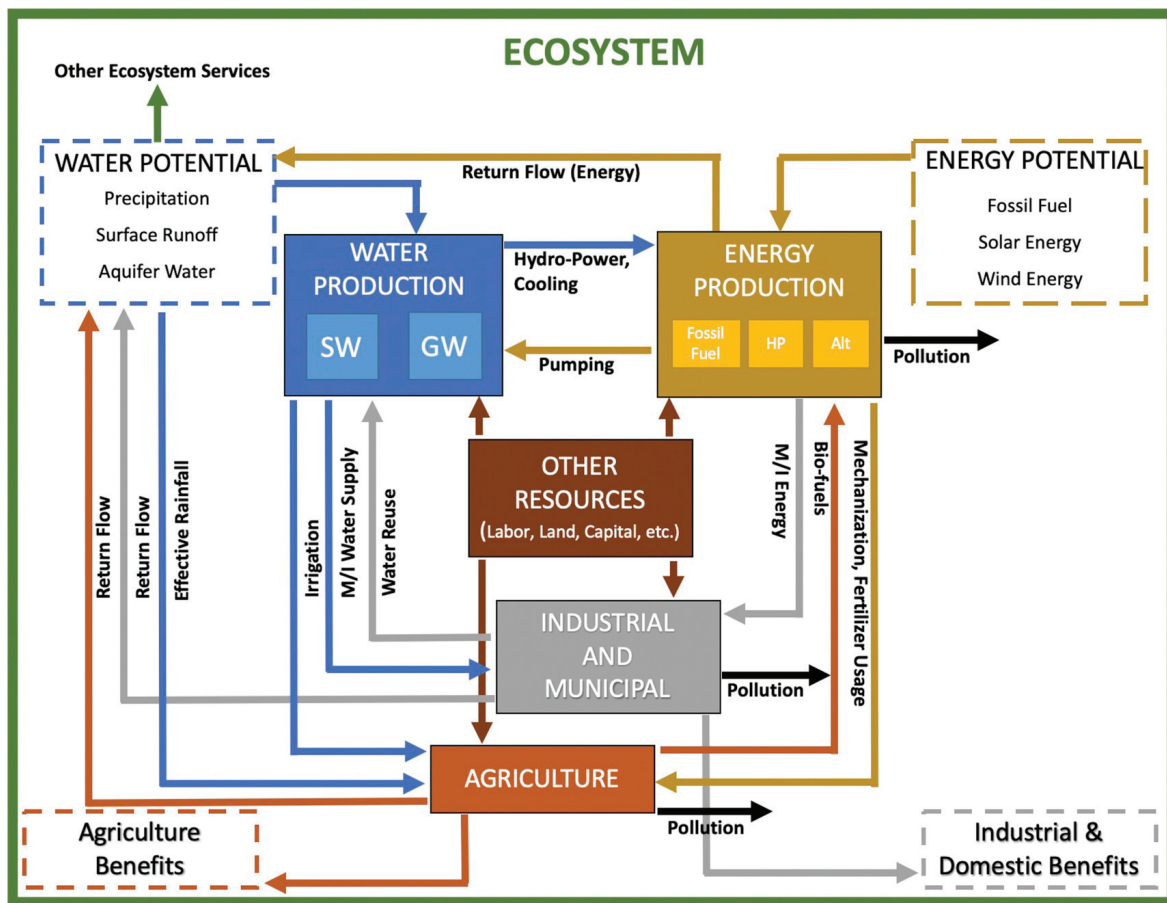 ECOSYSTEM
Other Ecosystem Services
WATER POTENTIAL
Precipitation
Surface Runoff
Aquifer Water
Return Flow (Energy)
ENERGY POTENTIAL
Fossil Fuel
Solar Energy
Wind Energy
WATER
PRODUCTION
SW
GW
Hydro-Power,
Cooling
Pumping
ENERGY
PRODUCTION
Fossil
Fuel
HP
Alt
Pollution
Return Flow
Return Flow
Effective Rainfall
Irrigation
M/I Water Supply
Water Reuse
OTHER
RESOURCES
(Labor, Land, Capital, etc.)
M/I Energy
Bio-fuels
Mechanization, Fertilizer Usage
INDUSTRIAL
AND
MUNICIPAL
Pollution
AGRICULTURE
Pollution
Agriculture
Benefits
Industrial &
Domestic Benefits